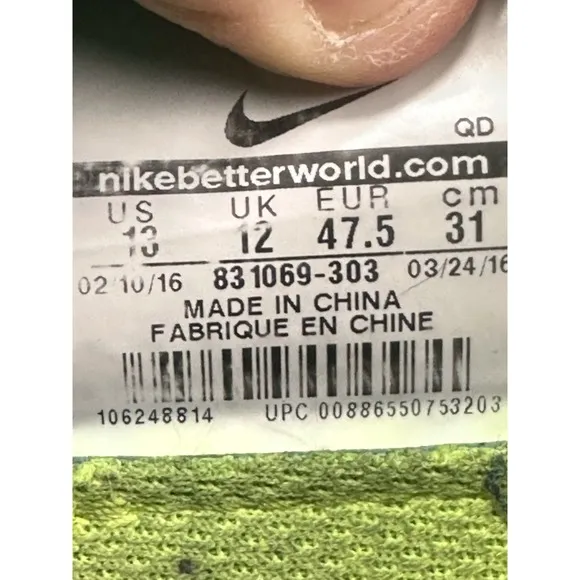 QD
nikebetterworld.com
US UK EUR cm
13 12 47.5 31
02/10/16 831069-303 03/24/16
MADE IN CHINA
FABRIQUE EN CHINE
106248814 UPC 00886550753203